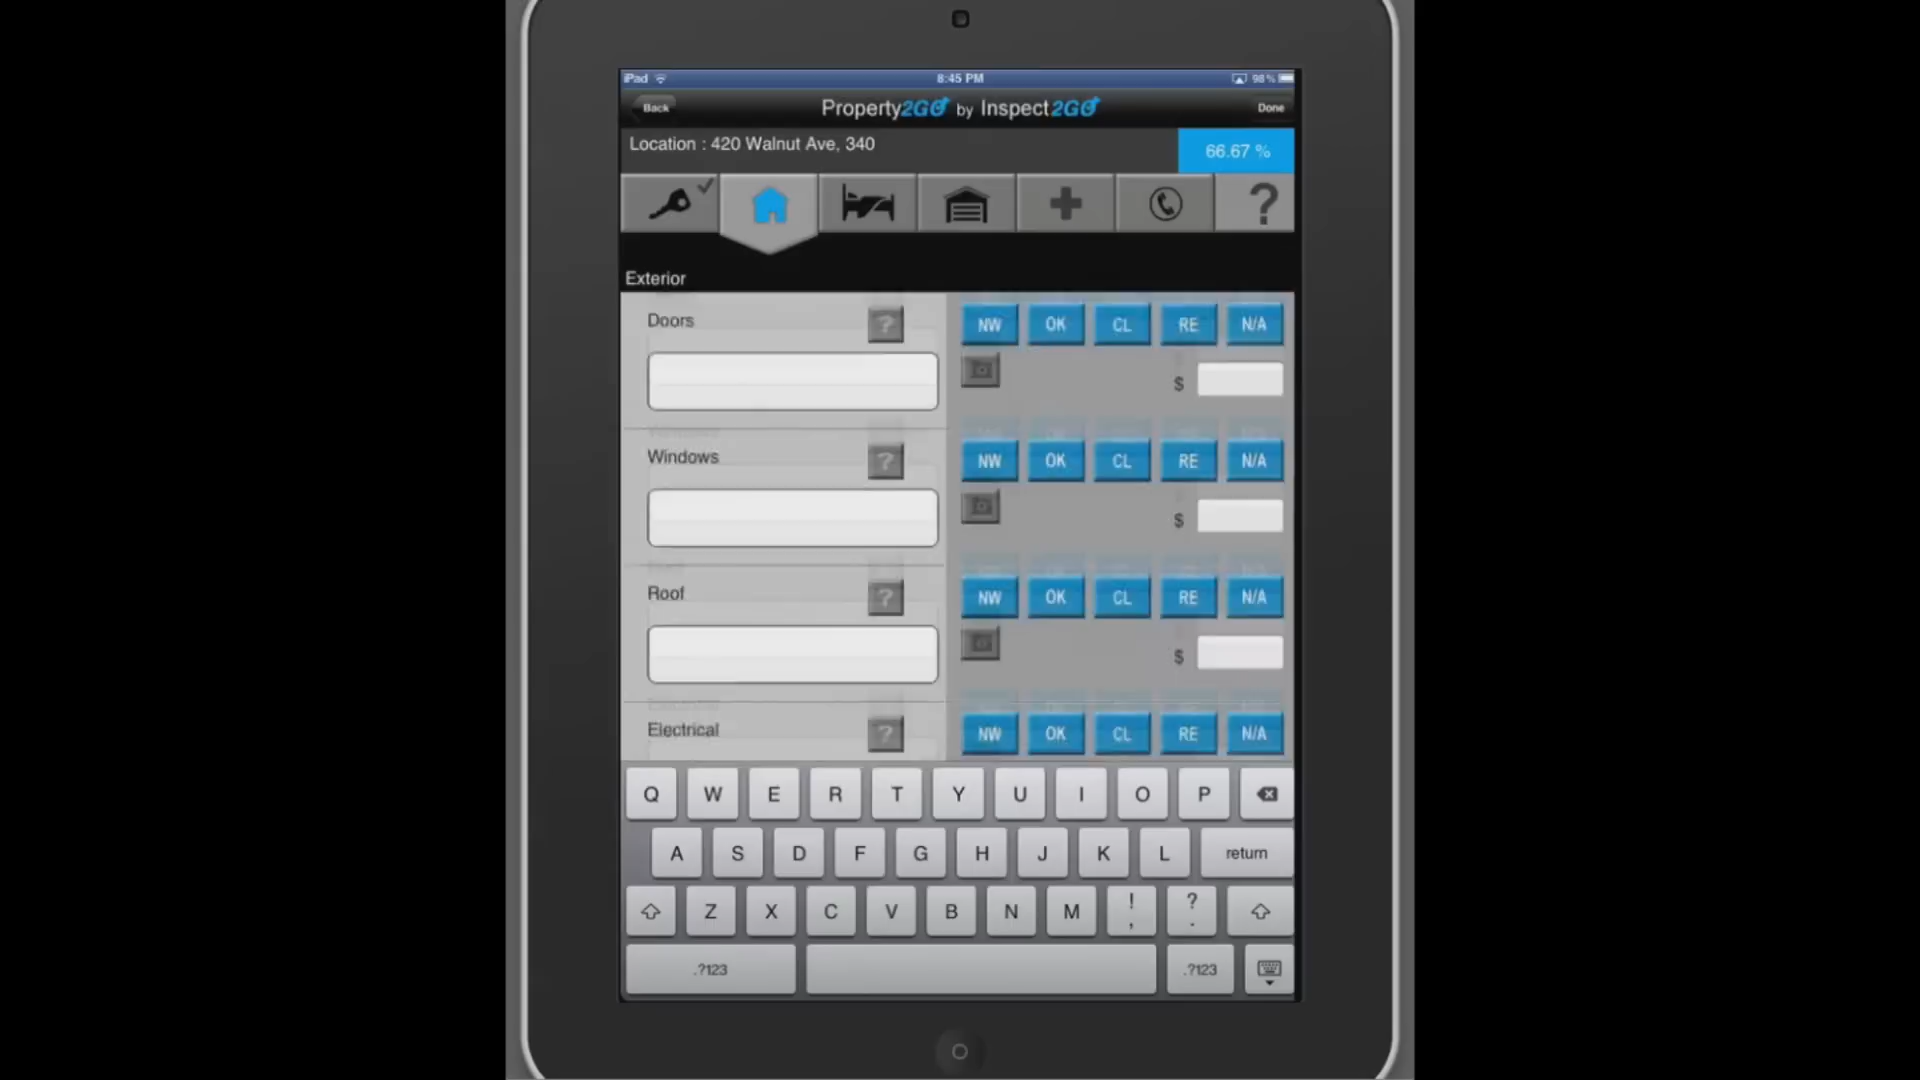 iPad 8:45 PM 98%
Back Property2GO by Inspect2GO Done
Location : 420 Walnut Ave, 340 66.67 %
?
Exterior
Doors ? NW OK CL RE N/A
$
Windows ? NW OK CL RE N/A
$
Roof ? NW OK CL RE N/A
$
Electrical ? NW OK CL RE N/A
Q W E R T Y U I O P
A S D F G H J K L return
Z X C V B N M ! , ? .
.?123 .?123